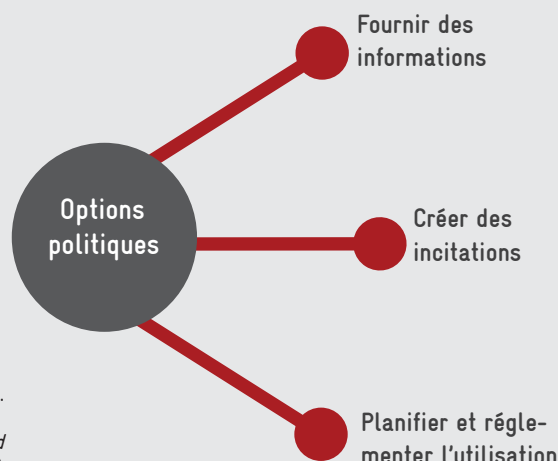 Fournir des
informations
Options
politiques
Créer des
incitations
Planifier et régle-
menter l'utilisation